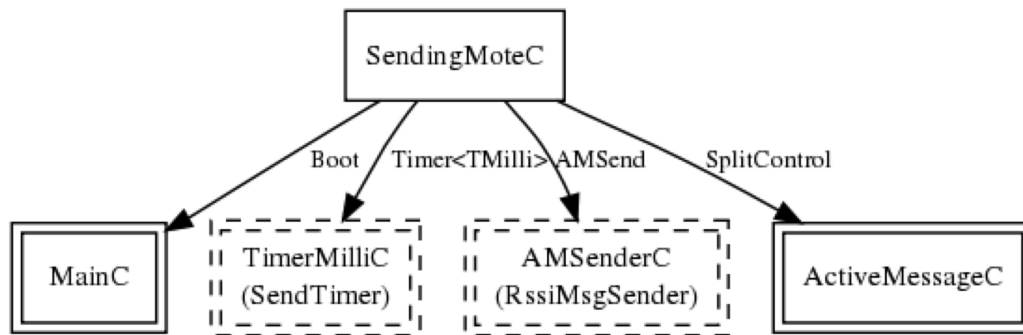 SendingMoteC
Boot
Timer<TMilli>
AMSend
SplitControl
MainC
TimerMilliC
(SendTimer)
AMSenderC
(RssiMsgSender)
ActiveMessageC